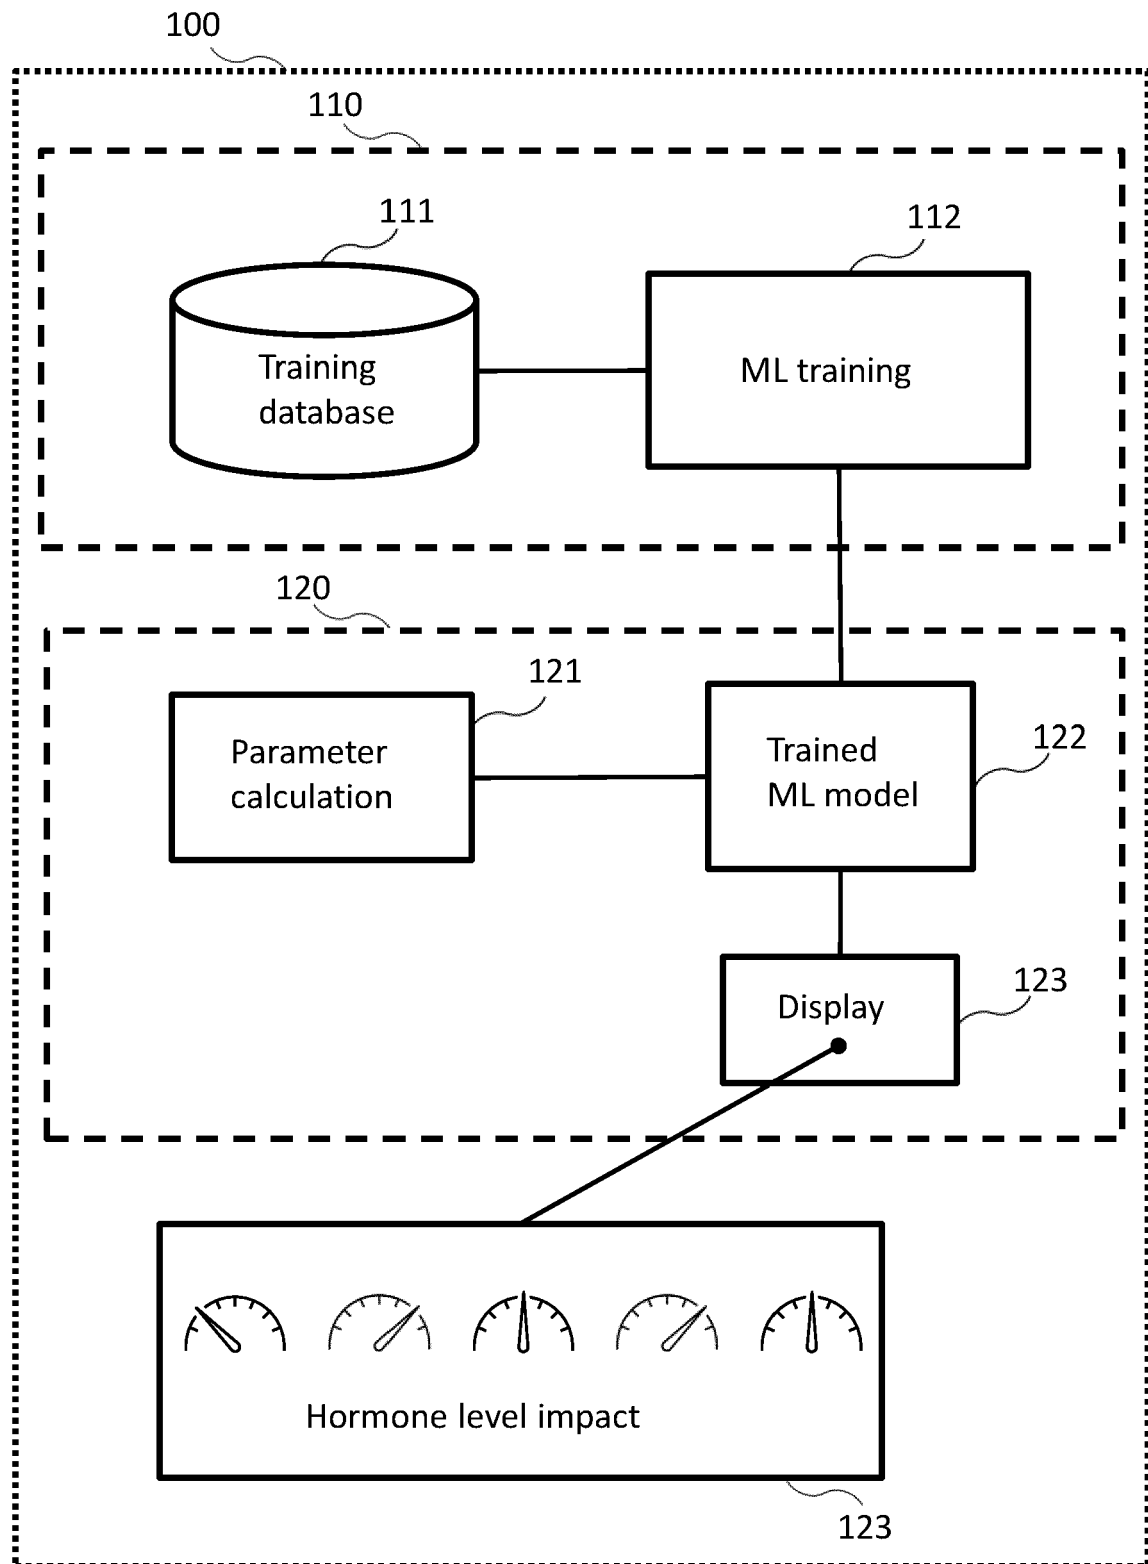 100
110
111
112
Training
database
ML training
120
121
Parameter
calculation
Trained
ML model
122
Display
123
Hormone level impact
123